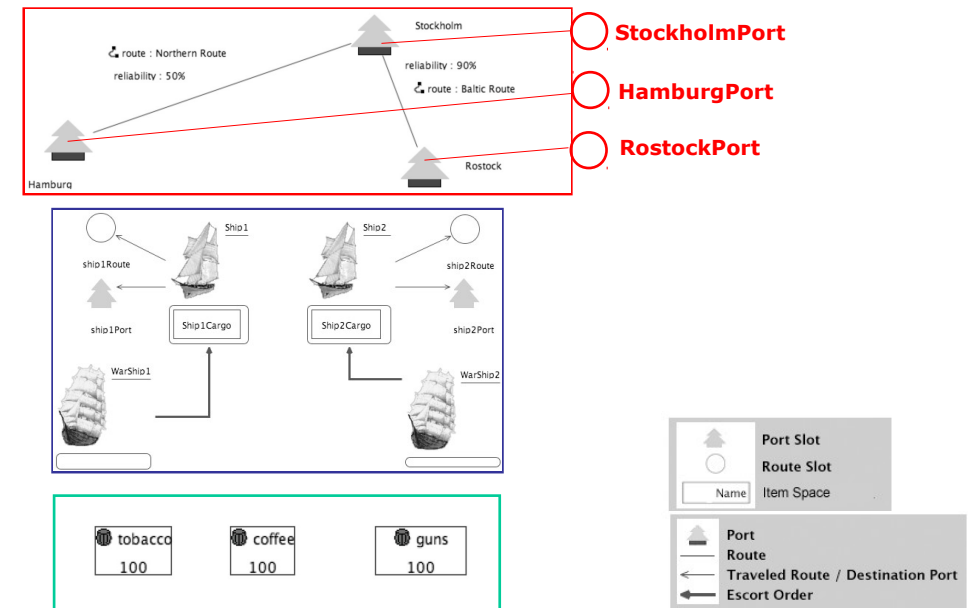 Stockholm
StockholmPort
route : Northern Route
reliability : 50%
reliability : 90%
route : Baltic Route
HamburgPort
RostockPort
Rostock
Hamburg
Ship1
Ship2
ship1Route
ship2Route
ship1Port
Ship1Cargo
Ship2Cargo
ship2Port
WarShip1
WarShip2
Port Slot
Route Slot
Name
Item Space
tobacco
100
coffee
100
guns
100
Port
Route
Traveled Route / Destination Port
Escort Order